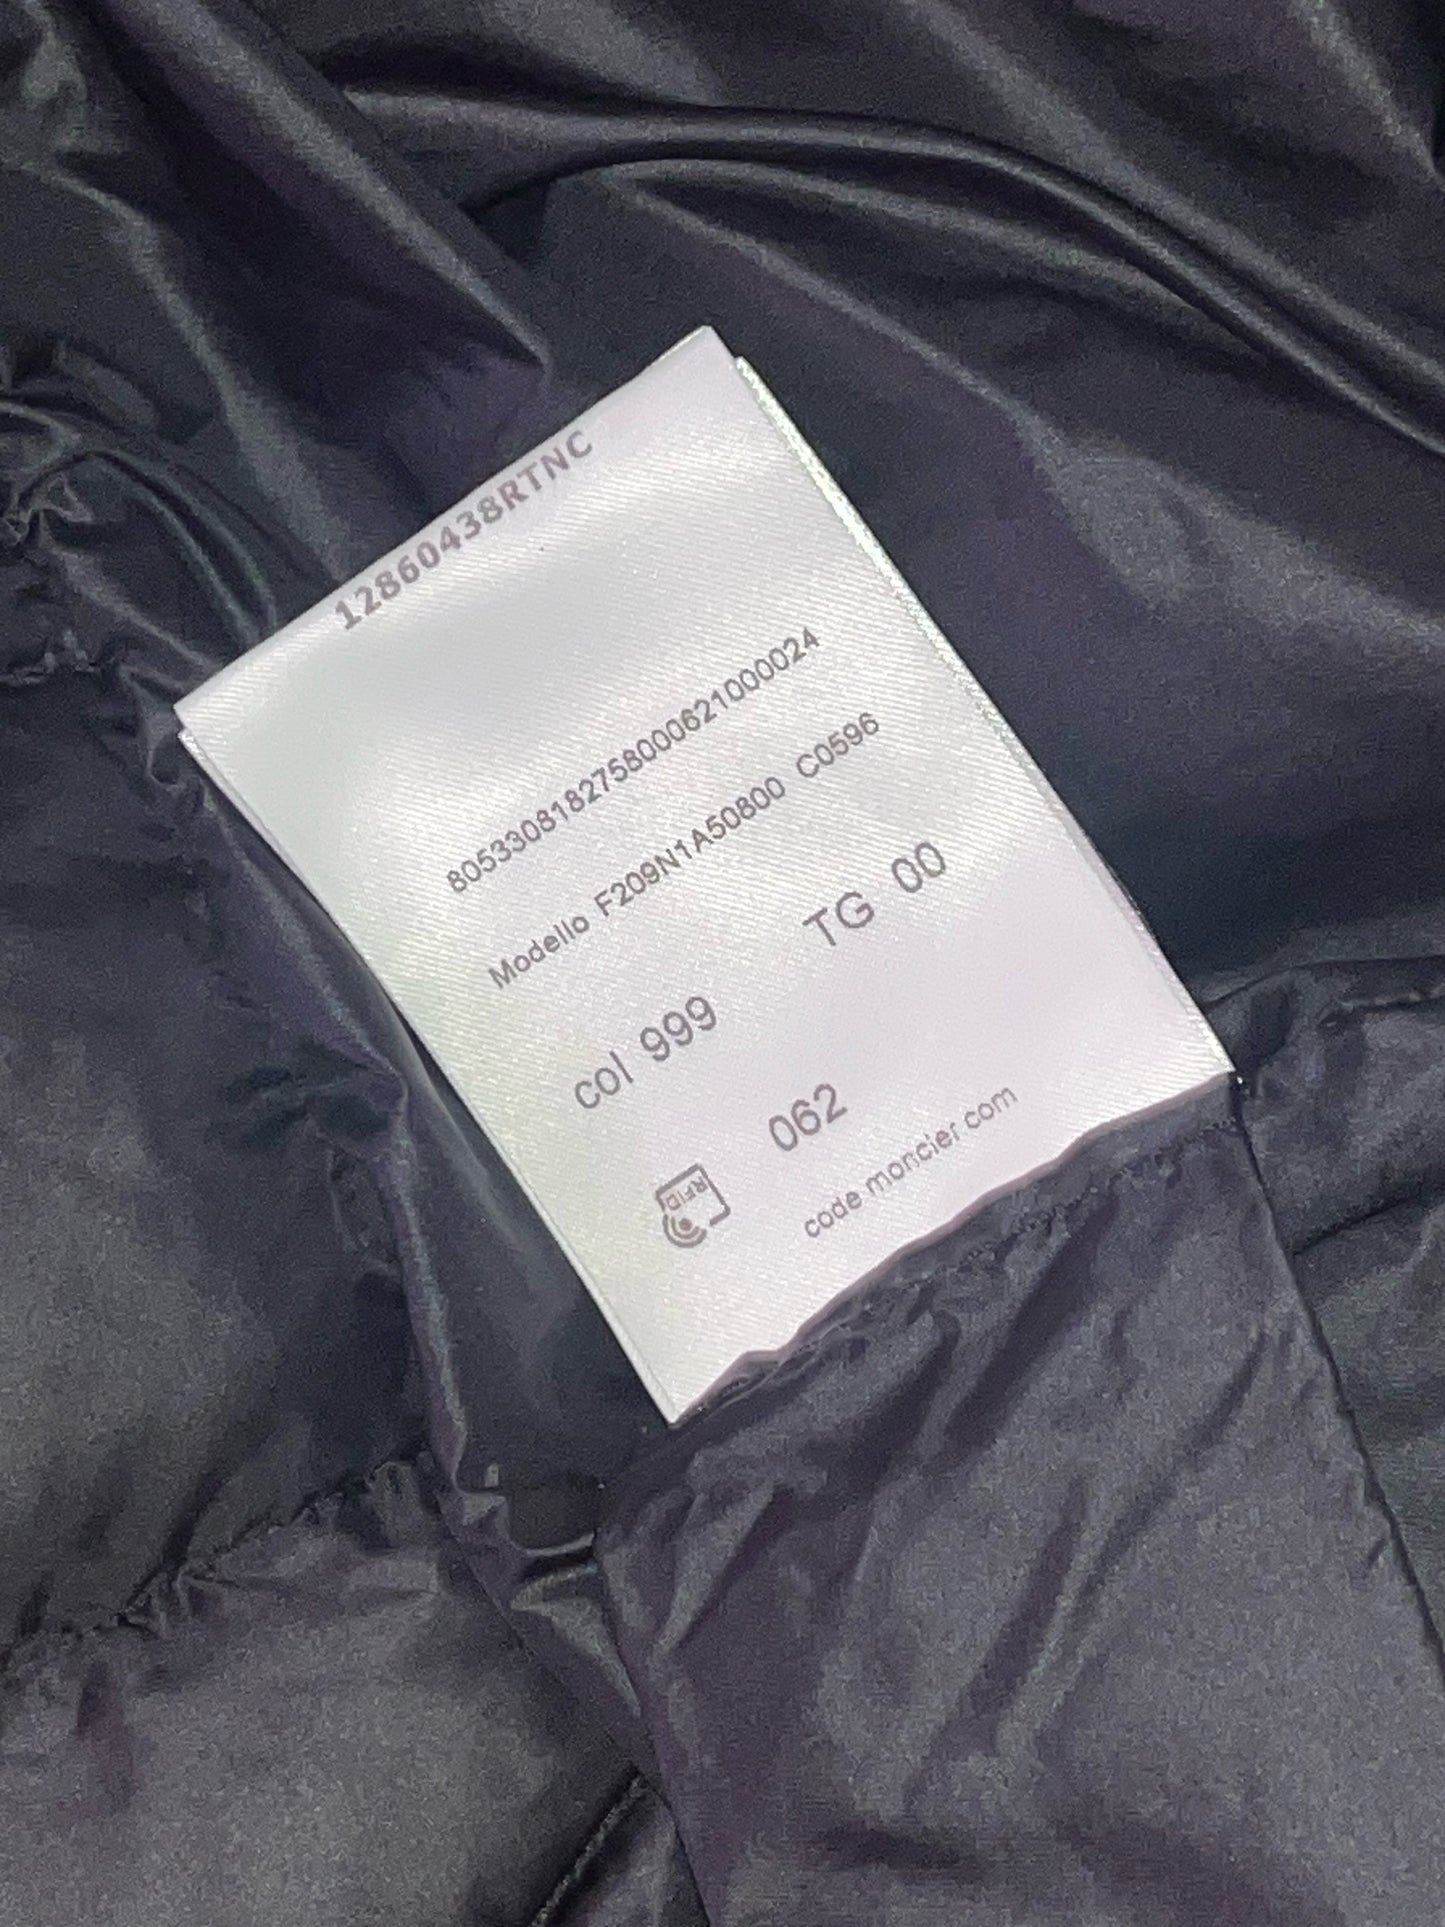 12860438RTNC
8053308182758000621000024
Modello F209N1A50800 C0596
col 999 TG 00
062
RFID
code moncler com